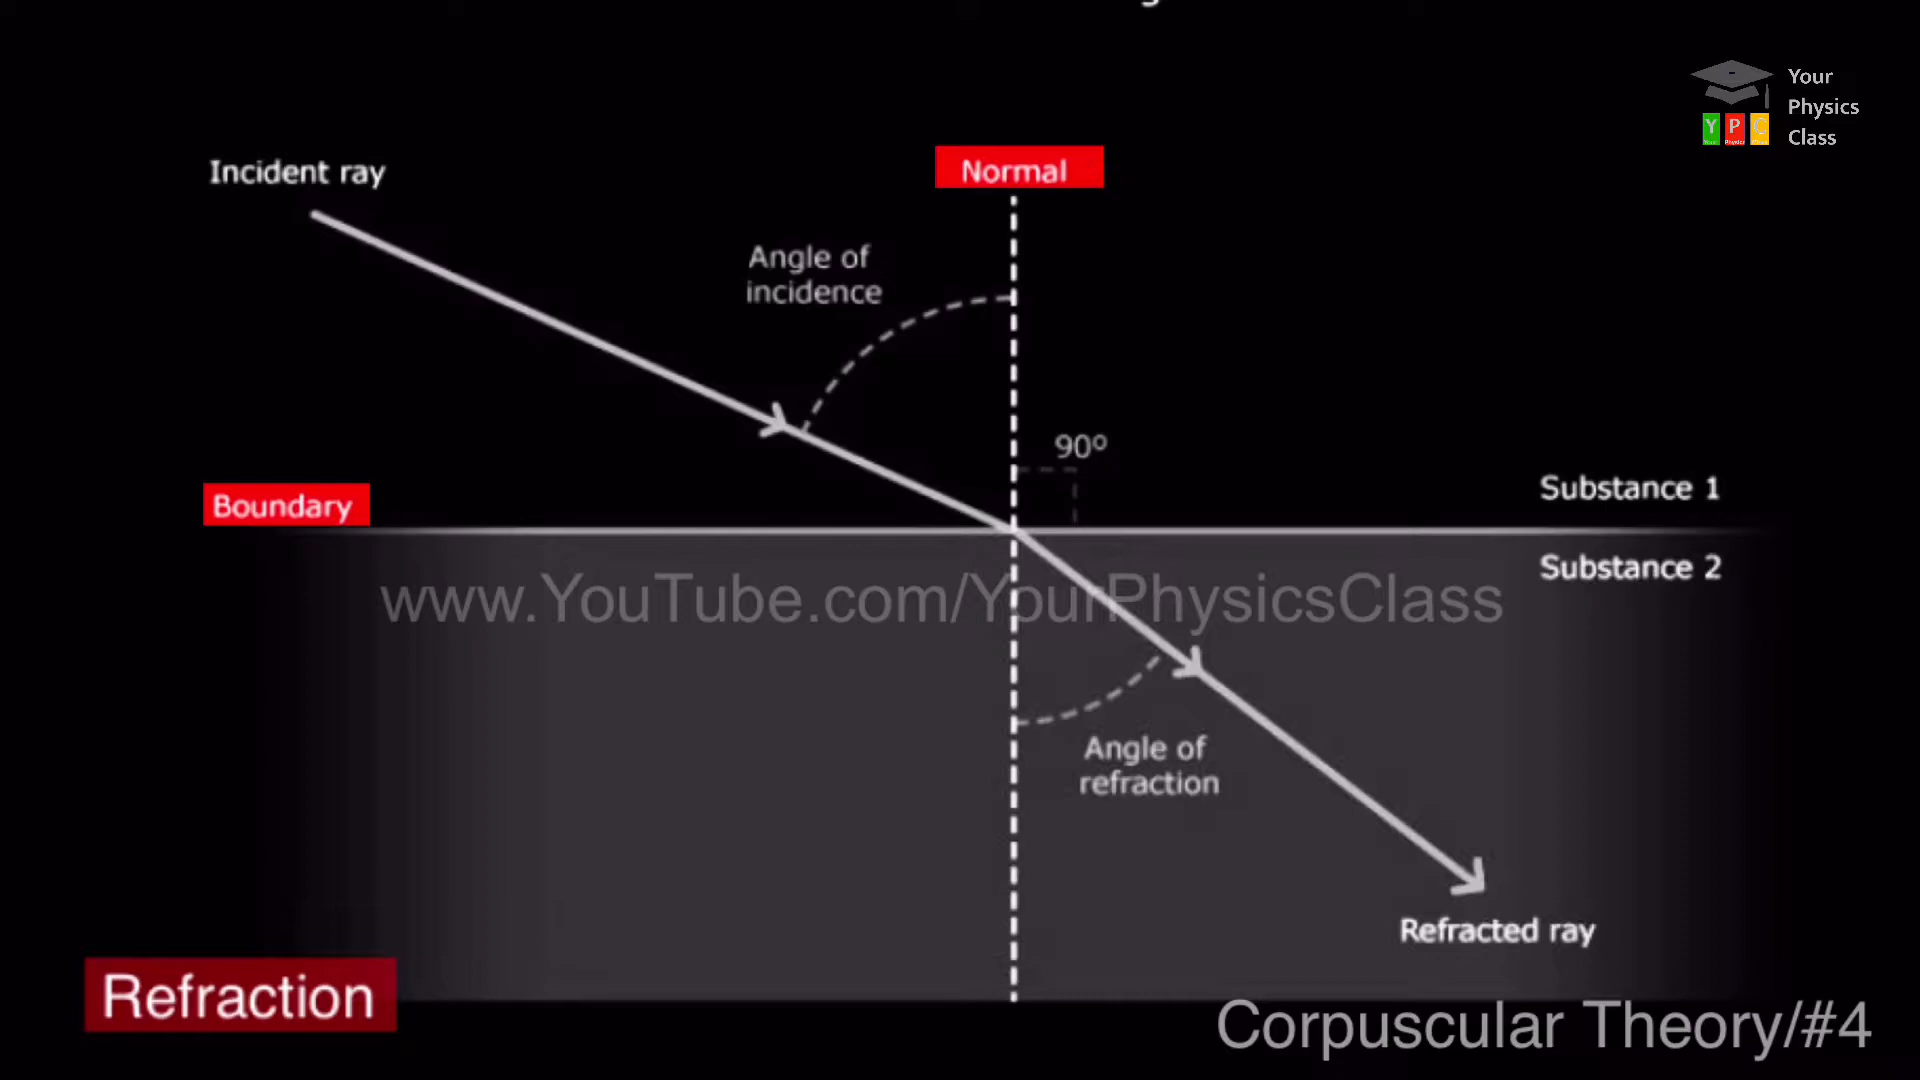 Your
Physics
Class
Y P C
Incident ray
Normal
Angle of
incidence
90º
Boundary
Substance 1
Substance 2
www.YouTube.com/YourPhysicsClass
Angle of
refraction
Refracted ray
Refraction
Corpuscular Theory/#4